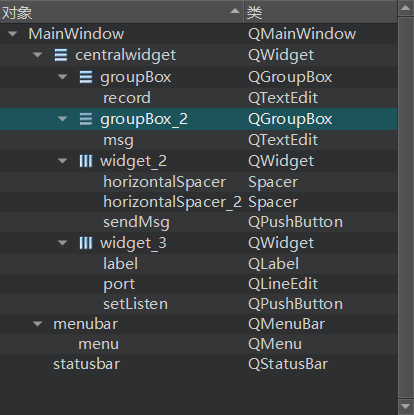 对象 类
MainWindow QMainWindow
centralwidget QWidget
groupBox QGroupBox
record QTextEdit
groupBox_2 QGroupBox
msg QTextEdit
widget_2 QWidget
horizontalSpacer Spacer
horizontalSpacer_2 Spacer
sendMsg QPushButton
widget_3 QWidget
label QLabel
port QLineEdit
setListen QPushButton
menubar QMenuBar
menu QMenu
statusbar QStatusBar